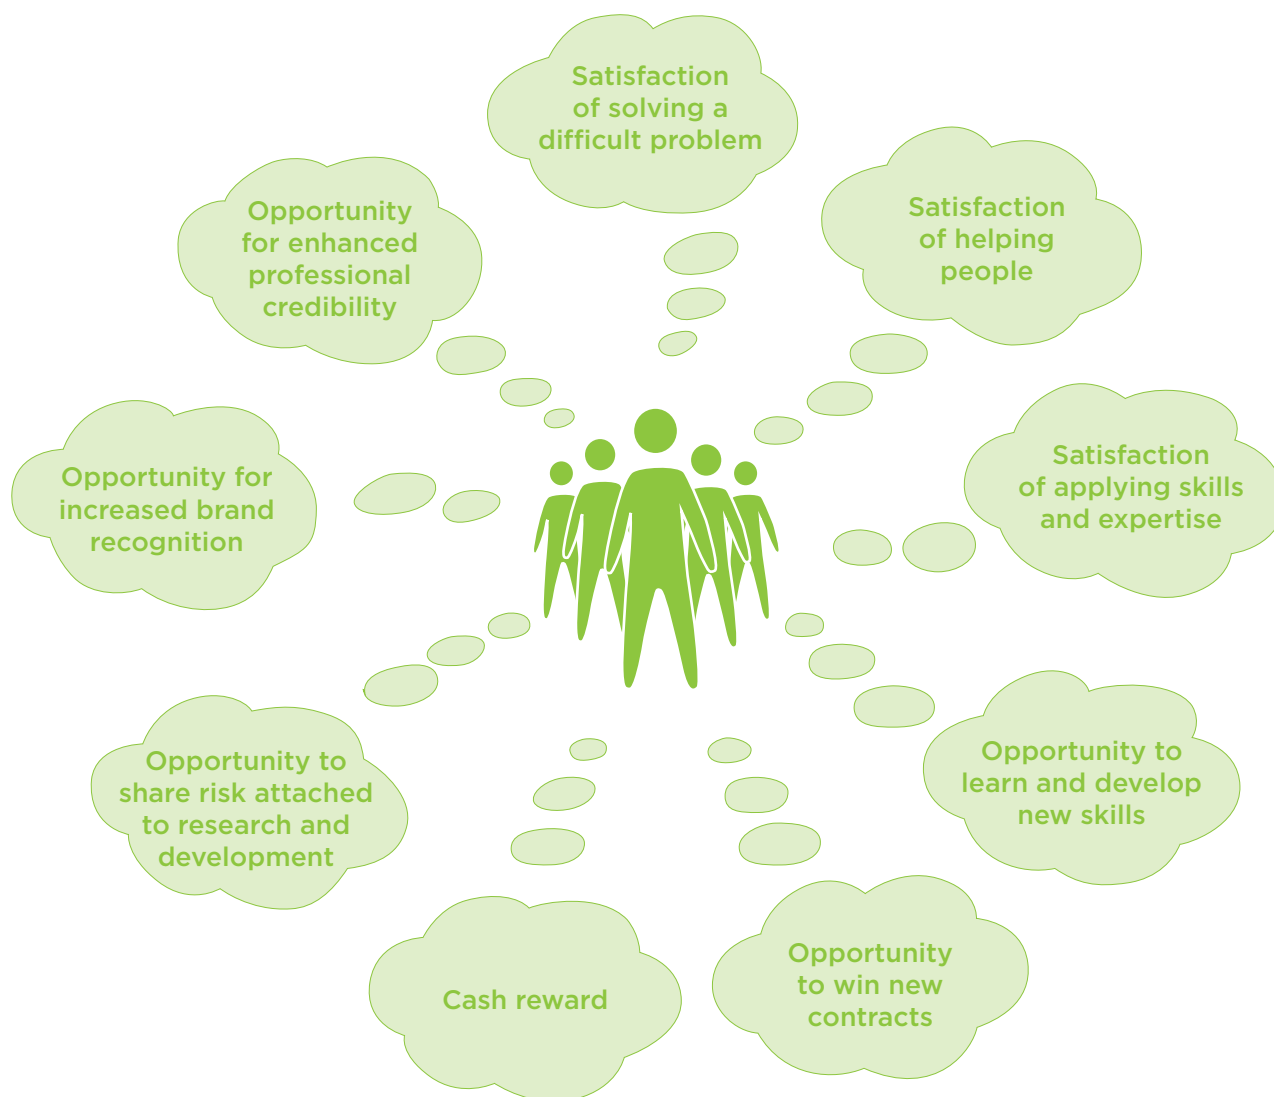 Satisfaction
of solving a
difficult problem
Satisfaction
of helping
people
Satisfaction
of applying skills
and expertise
Opportunity to
learn and develop
new skills
Opportunity
to win new
contracts
Cash reward
Opportunity to
share risk attached
to research and
development
Opportunity for
increased brand
recognition
Opportunity
for enhanced
professional
credibility